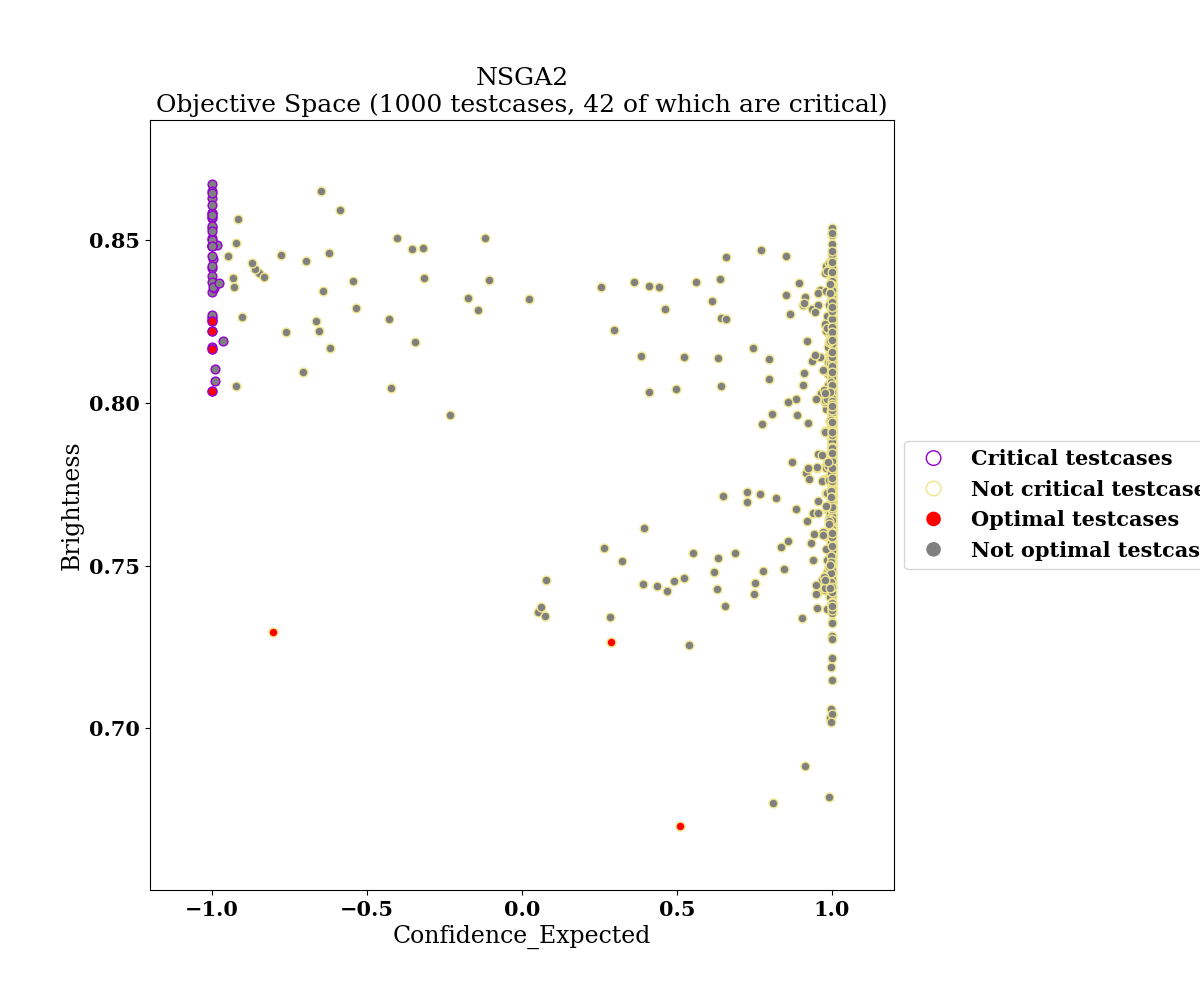 NSGA2
Objective Space (1000 testcases, 42 of which are critical)
0.85
0.80
0.75
0.70
Brightness
−1.0
−0.5
0.0
0.5
1.0
Confidence_Expected
Critical testcases
Not critical testcase
Optimal testcases
Not optimal testcas